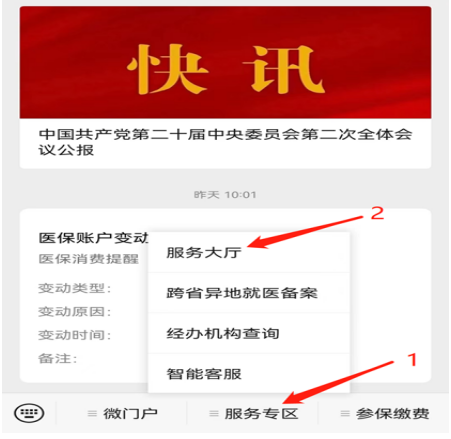 快讯
中国共产党第二十届中央委员会第二次全体会
议公报
昨天 10:01
医保账户变动
医保消费提醒
变动类型:
变动原因:
变动时间:
备注:
2
服务大厅
跨省异地就医备案
经办机构查询
智能客服
1
微门户
服务专区
参保缴费